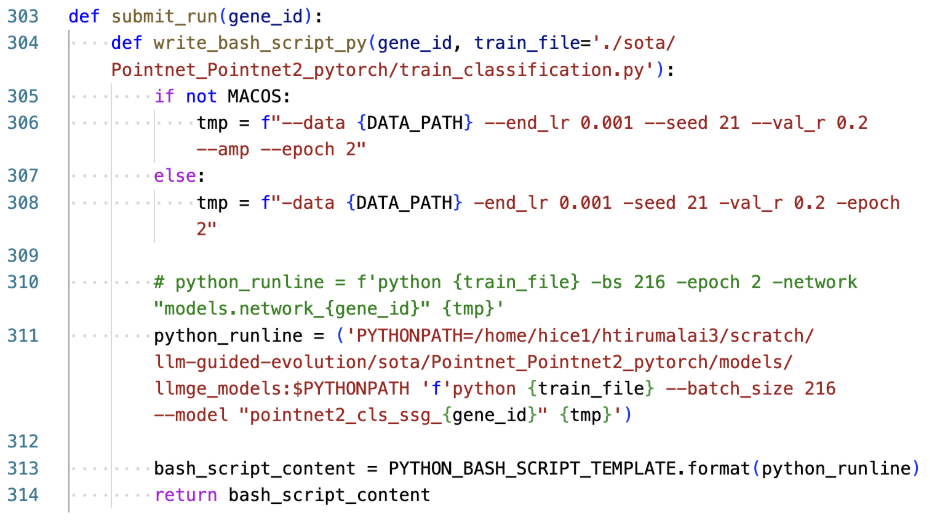 303 def submit_run(gene_id):
304 def write_bash_script_py(gene_id, train_file='./sota/
Pointnet_Pointnet2_pytorch/train_classification.py'):
305 if not MACOS:
306 tmp = f"--data {DATA_PATH} --end_lr 0.001 --seed 21 --val_r 0.2
--amp --epoch 2"
307 else:
308 tmp = f"-data {DATA_PATH} -end_lr 0.001 -seed 21 -val_r 0.2 -epoch
2"
309
310 # python_runline = f'python {train_file} -bs 216 -epoch 2 -network
"models.network_{gene_id}" {tmp}'
311 python_runline = ('PYTHONPATH=/home/hice1/htirumalai3/scratch/
llm-guided-evolution/sota/Pointnet_Pointnet2_pytorch/models/
llmge_models:$PYTHONPATH 'f'python {train_file} --batch_size 216
--model "pointnet2_cls_ssg_{gene_id}" {tmp}')
312
313 bash_script_content = PYTHON_BASH_SCRIPT_TEMPLATE.format(python_runline)
314 return bash_script_content